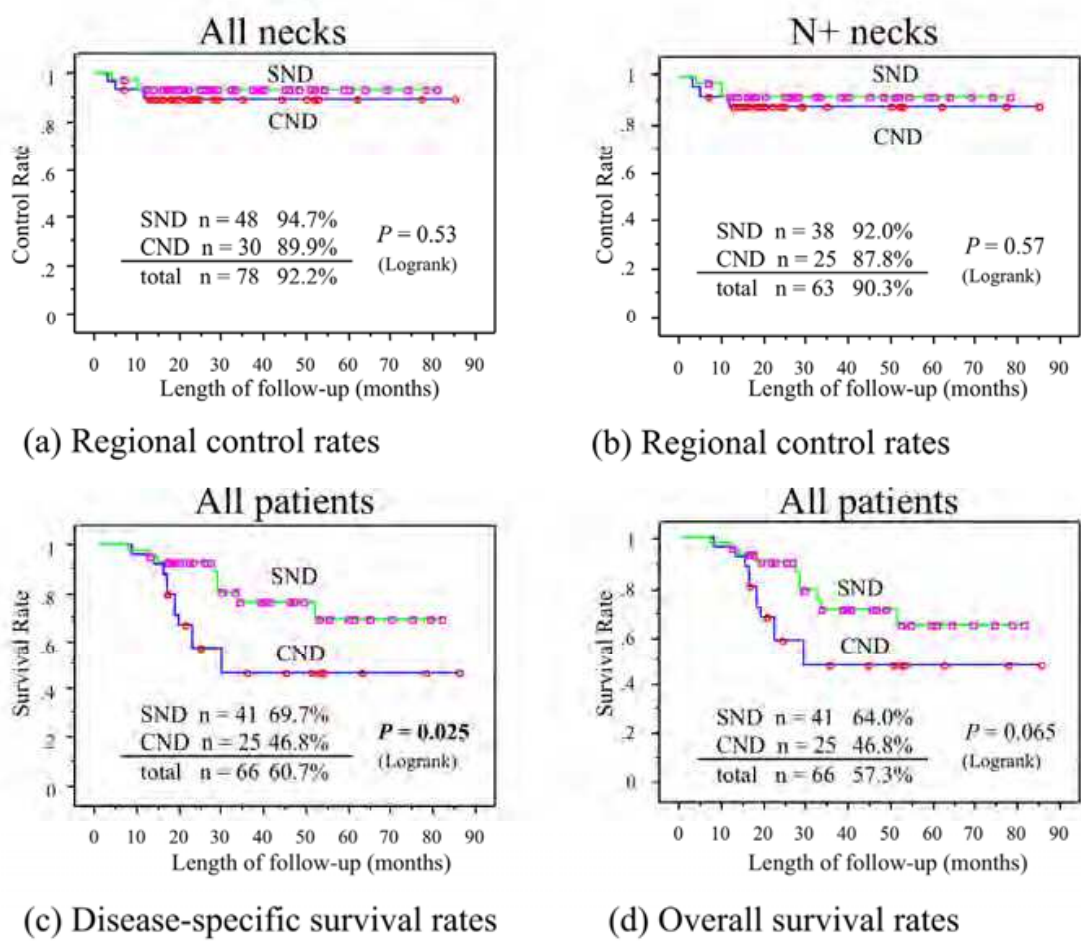 All necks
1
.8
.6
.4
.2
0
Control Rate
SND
CND
SND n = 48 94.7%
CND n = 30 89.9%
total n = 78 92.2%
P = 0.53
(Logrank)
0 10 20 30 40 50 60 70 80 90
Length of follow-up (months)
(a) Regional control rates
N+ necks
1
.8
.6
.4
.2
0
Control Rate
SND
CND
SND n = 38 92.0%
CND n = 25 87.8%
total n = 63 90.3%
P = 0.57
(Logrank)
0 10 20 30 40 50 60 70 80 90
Length of follow-up (months)
(b) Regional control rates
All patients
1
.8
.6
.4
.2
0
Survival Rate
SND
CND
SND n = 41 69.7%
CND n = 25 46.8%
total n = 66 60.7%
P = 0.025
(Logrank)
0 10 20 30 40 50 60 70 80 90
Length of follow-up (months)
(c) Disease-specific survival rates
All patients
1
.8
.6
.4
.2
0
Survival Rate
SND
CND
SND n = 41 64.0%
CND n = 25 46.8%
total n = 66 57.3%
P = 0.065
(Logrank)
0 10 20 30 40 50 60 70 80 90
Length of follow-up (months)
(d) Overall survival rates